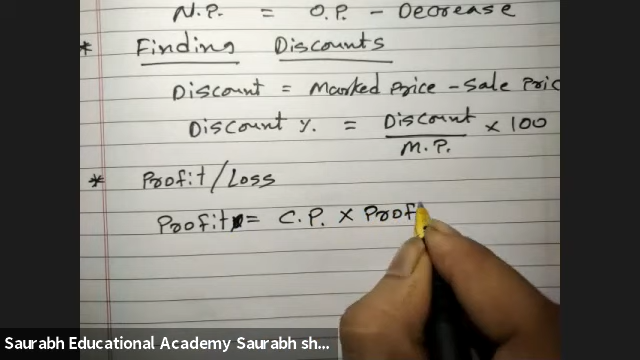 N.P. = O.P. - Decrease
* Finding Discounts
Discount = Marked Price - Sale Pric
Discount %. = Discount × 100
M.P.
* Profit/Loss
Profit = C.P. × Prof
Saurabh Educational Academy Saurabh sh...